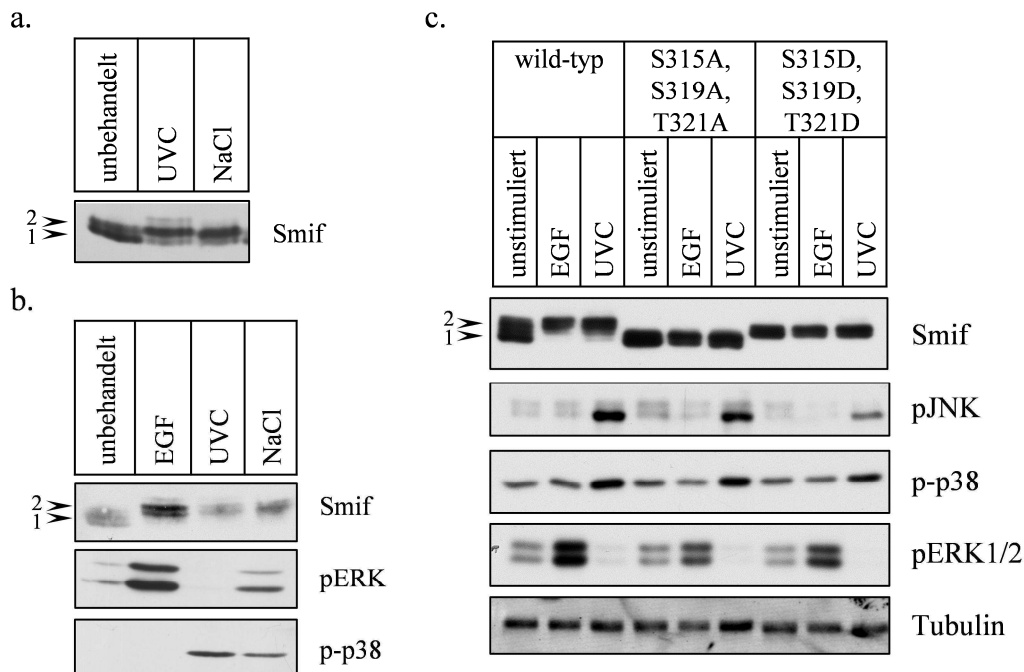 a.
unbehandelt
UVC
NaCl
2
1
Smif
b.
unbehandelt
EGF
UVC
NaCl
2
1
Smif
pERK
p-p38
c.
wild-typ
S315A,
S319A,
T321A
S315D,
S319D,
T321D
unstimuliert
EGF
UVC
unstimuliert
EGF
UVC
unstimuliert
EGF
UVC
2
1
Smif
pJNK
p-p38
pERK1/2
Tubulin